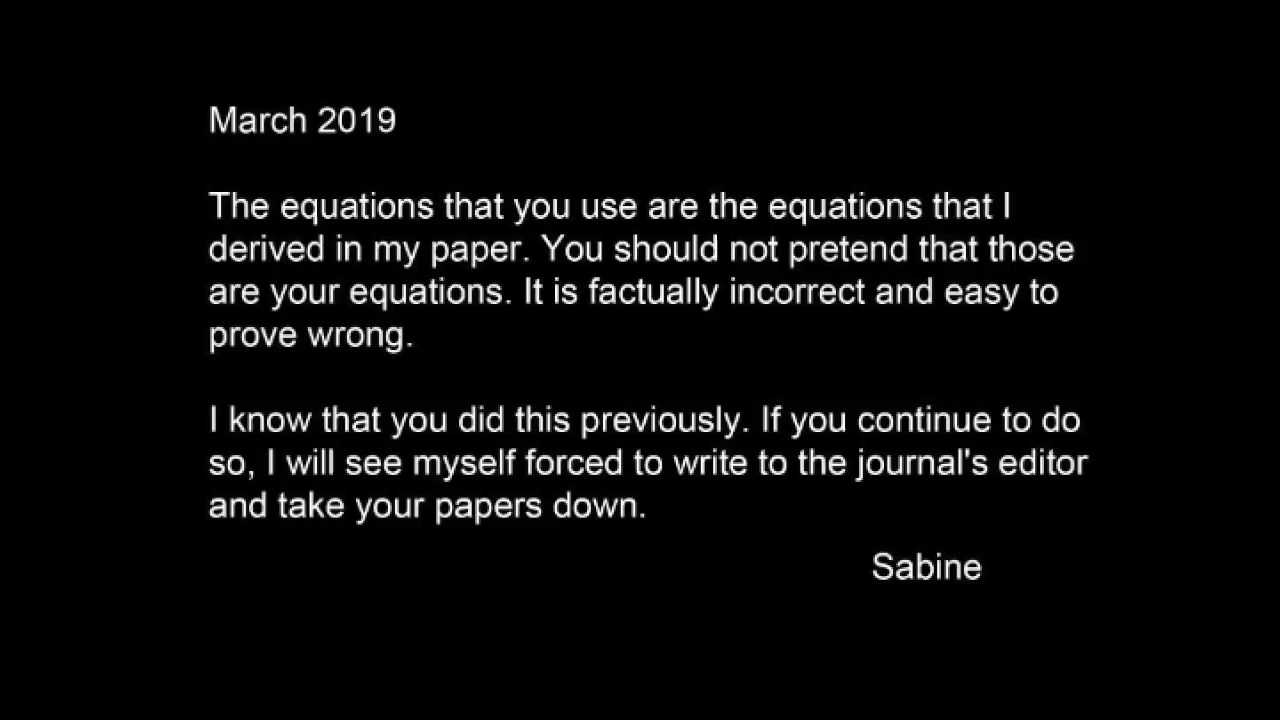 March 2019
The equations that you use are the equations that I
derived in my paper. You should not pretend that those
are your equations. It is factually incorrect and easy to
prove wrong.
I know that you did this previously. If you continue to do
so, I will see myself forced to write to the journal's editor
and take your papers down.
Sabine